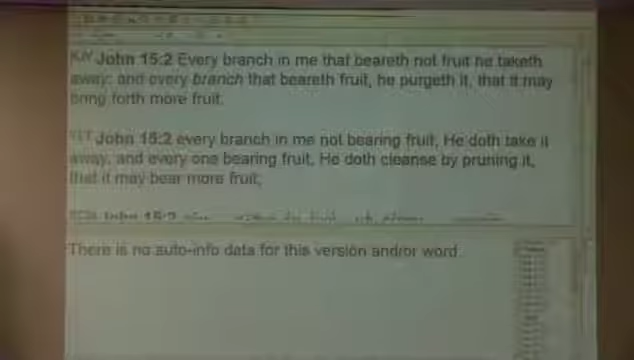 KJV John 15:2 Every branch in me that beareth not fruit he taketh
away: and every branch that beareth fruit, he purgeth it, that it may
bring forth more fruit.
YLT John 15:2 every branch in me not bearing fruit, He doth take it
away, and every one bearing fruit, He doth cleanse by pruning it,
that it may bear more fruit;
John 15:2
There is no auto-info data for this version and/or word.